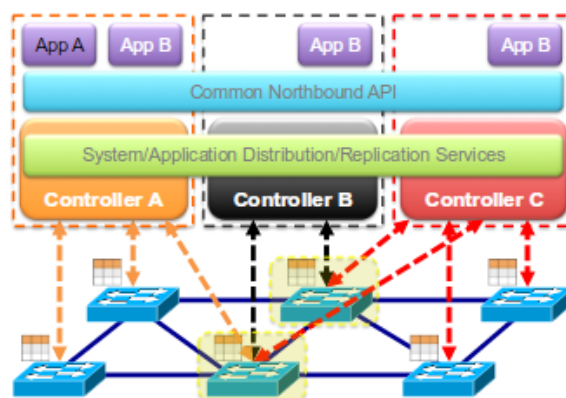 App A App B App B App B
Common Northbound API
System/Application Distribution/Replication Services
Controller A Controller B Controller C